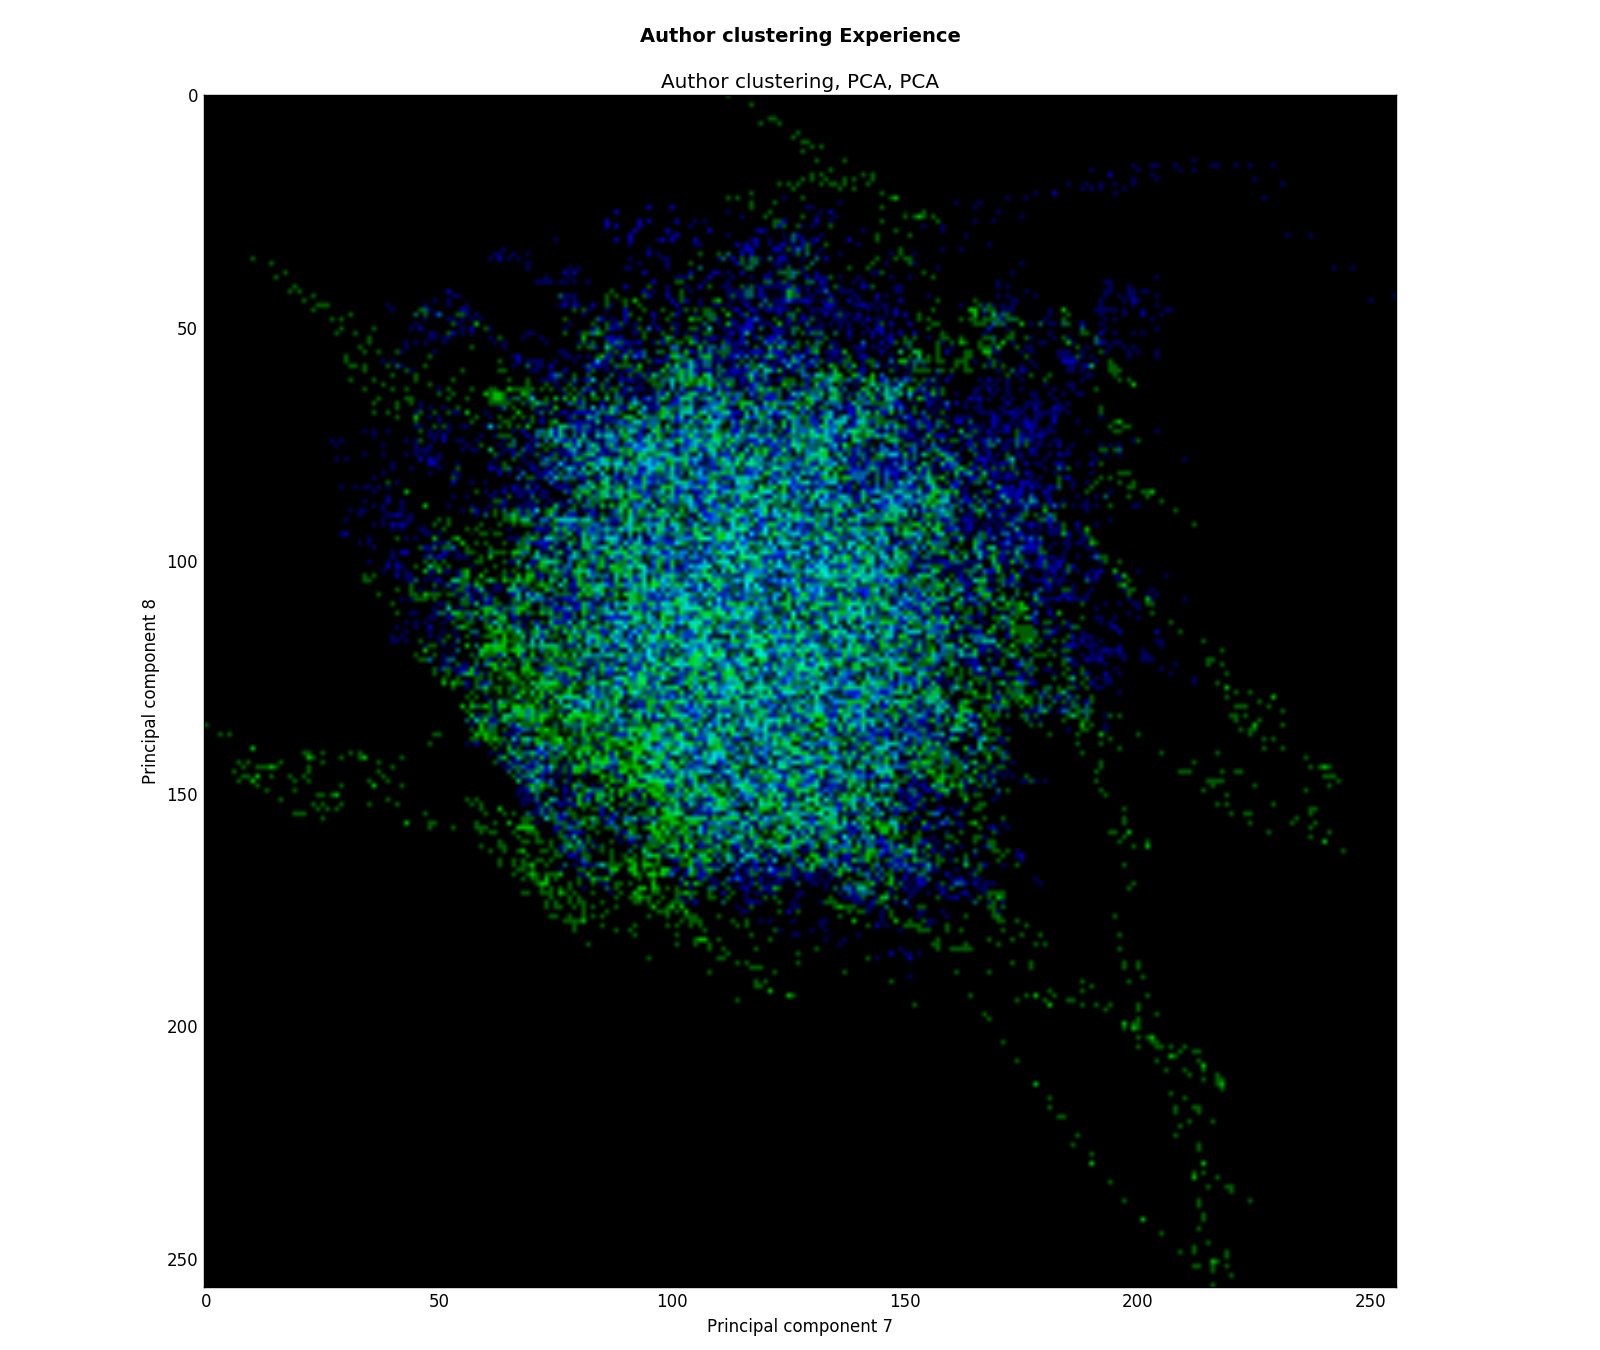 Author clustering Experience
Author clustering, PCA, PCA
0
50
100
150
200
250
Principal component 8
0 50 100 150 200 250
Principal component 7